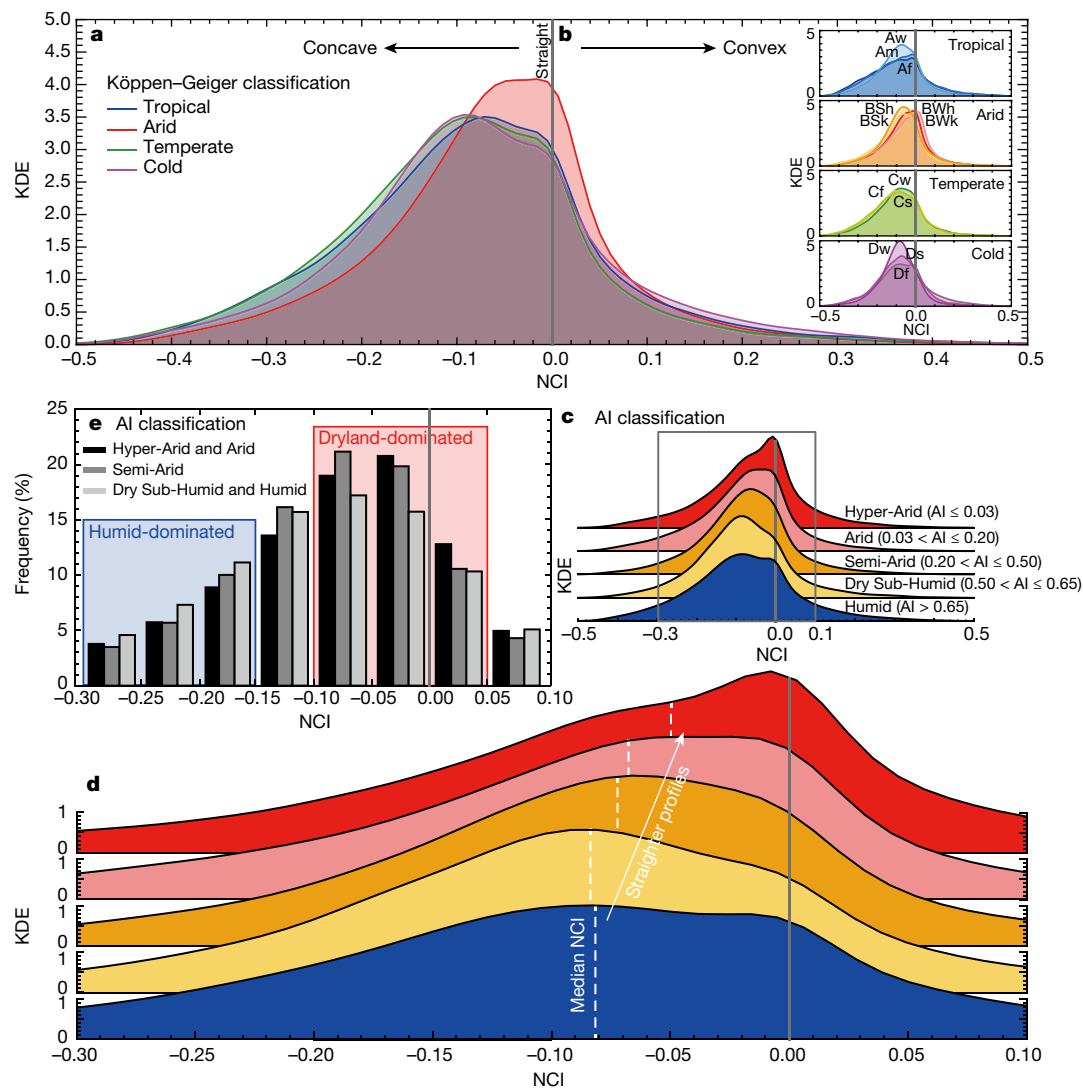 a
Concave
Straight
b
Convex
Köppen–Geiger classification
Tropical
Arid
Temperate
Cold
KDE
5.0
4.5
4.0
3.5
3.0
2.5
2.0
1.5
1.0
0.5
0.0
−0.5
−0.4
−0.3
−0.2
−0.1
0.0
0.1
0.2
0.3
0.4
0.5
NCI
5
0
Aw
Am
Af
Tropical
5
0
BSh
BWh
BSk
BWk
Arid
KDE
5
0
Cw
Cf
Cs
Temperate
5
0
Dw
Ds
Df
Cold
−0.5
0.0
0.5
NCI
e AI classification
Hyper-Arid and Arid
Semi-Arid
Dry Sub-Humid and Humid
Dryland-dominated
Humid-dominated
Frequency (%)
25
20
15
10
5
0
−0.30
−0.25
−0.20
−0.15
−0.10
−0.05
0.00
0.05
0.10
NCI
c AI classification
Hyper-Arid (AI ≤ 0.03)
Arid (0.03 < AI ≤ 0.20)
Semi-Arid (0.20 < AI ≤ 0.50)
Dry Sub-Humid (0.50 < AI ≤ 0.65)
Humid (AI > 0.65)
KDE
−0.5
−0.3
0.0
0.1
0.5
NCI
d
Straighter profiles
Median NCI
KDE
1
0
1
0
1
0
1
0
1
0
−0.30
−0.25
−0.20
−0.15
−0.10
−0.05
0.00
0.05
0.10
NCI